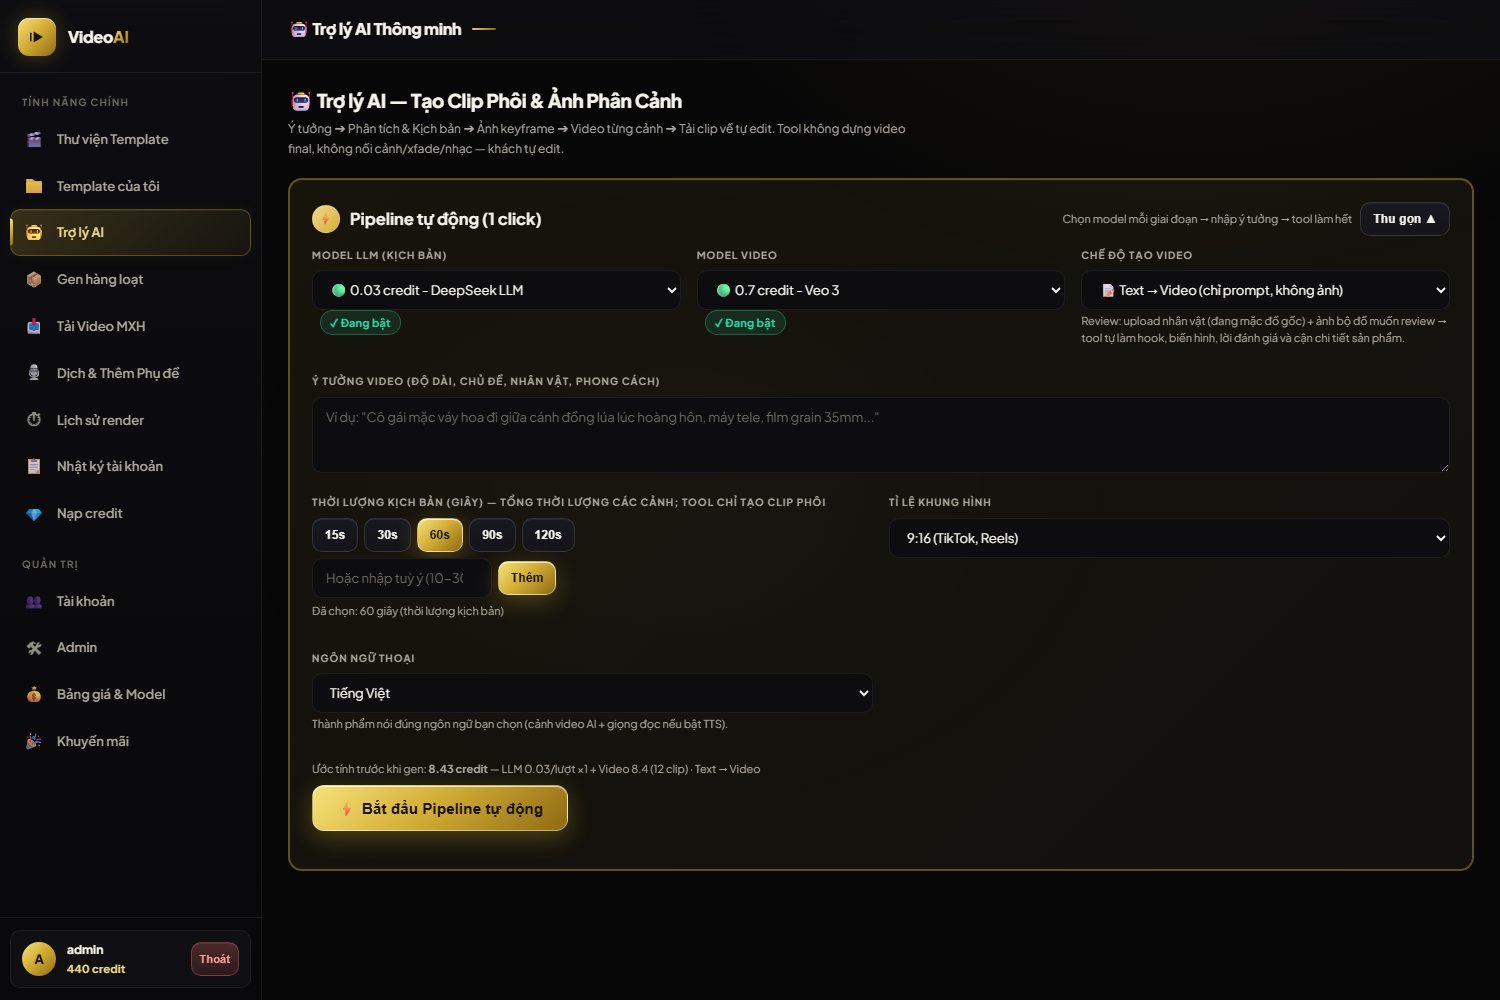 VideoAI
TÍNH NĂNG CHÍNH
Thư viện Template
Template của tôi
Trợ lý AI
Gen hàng loạt
Tải Video MXH
Dịch & Thêm Phụ đề
Lịch sử render
Nhật ký tài khoản
Nạp credit
QUẢN TRỊ
Tài khoản
Admin
Bảng giá & Model
Khuyến mãi
A
admin
440 credit
Thoát
Trợ lý AI Thông minh
Trợ lý AI — Tạo Clip Phôi & Ảnh Phân Cảnh
Ý tưởng → Phân tích & Kịch bản → Ảnh keyframe → Video từng cảnh → Tải clip về tự edit. Tool không dựng video
final, không nối cảnh/xfade/nhạc — khách tự edit.
Pipeline tự động (1 click)
Chọn model mỗi giai đoạn → nhập ý tưởng → tool làm hết
Thu gọn ▲
MODEL LLM (KỊCH BẢN)
0.03 credit - DeepSeek LLM
✓ Đang bật
MODEL VIDEO
0.7 credit - Veo 3
✓ Đang bật
CHẾ ĐỘ TẠO VIDEO
Text → Video (chỉ prompt, không ảnh)
Review: upload nhân vật (đang mặc đồ gốc) + ảnh bộ đồ muốn review →
tool tự làm hook, biến hình, lời đánh giá và cận chi tiết sản phẩm.
Ý TƯỞNG VIDEO (ĐỘ DÀI, CHỦ ĐỀ, NHÂN VẬT, PHONG CÁCH)
Ví dụ: "Cô gái mặc váy hoa đi giữa cánh đồng lúa lúc hoàng hôn, máy tele, film grain 35mm..."
THỜI LƯỢNG KỊCH BẢN (GIÂY) — TỔNG THỜI LƯỢNG CÁC CẢNH; TOOL CHỈ TẠO CLIP PHÔI
15s
30s
60s
90s
120s
Hoặc nhập tuỳ ý (10–30
Thêm
Đã chọn: 60 giây (thời lượng kịch bản)
TỈ LỆ KHUNG HÌNH
9:16 (TikTok, Reels)
NGÔN NGỮ THOẠI
Tiếng Việt
Thành phẩm nói đúng ngôn ngữ bạn chọn (cảnh video AI + giọng đọc nếu bật TTS).
Ước tính trước khi gen: 8.43 credit — LLM 0.03/lượt ×1 + Video 8.4 (12 clip) · Text → Video
Bắt đầu Pipeline tự động